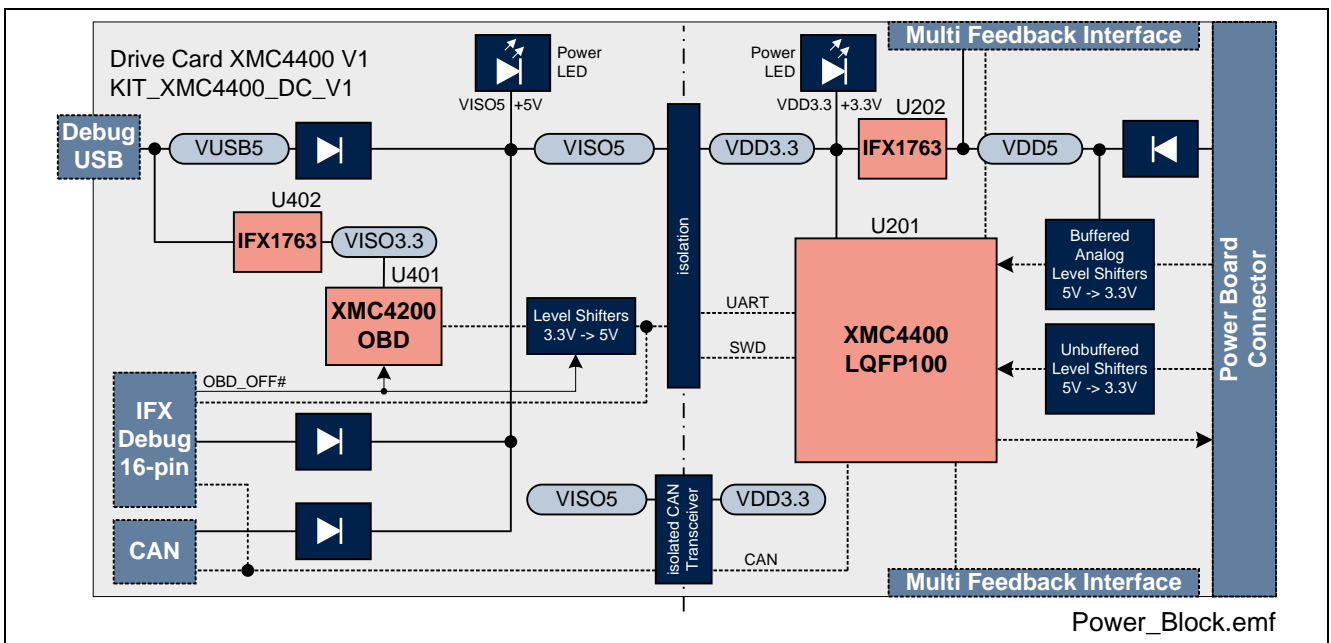 Multi Feedback Interface
Drive Card XMC4400 V1
KIT_XMC4400_DC_V1
Power
LED
VISO5
+5V
Power
LED
VDD3.3
+3.3V
U202
Debug
USB
VUSB5
VISO5
VDD3.3
IFX1763
VDD5
U402
IFX1763
VISO3.3
U401
XMC4200
OBD
Level Shifters
3.3V -> 5V
isolation
UART
SWD
U201
XMC4400
LQFP100
Buffered
Analog
Level Shifters
5V -> 3.3V
Unbuffered
Level Shifters
5V -> 3.3V
Power Board
Connector
OBD_OFF#
IFX
Debug
16-pin
VISO5
isolated CAN
Transceiver
VDD3.3
CAN
CAN
Multi Feedback Interface
Power_Block.emf